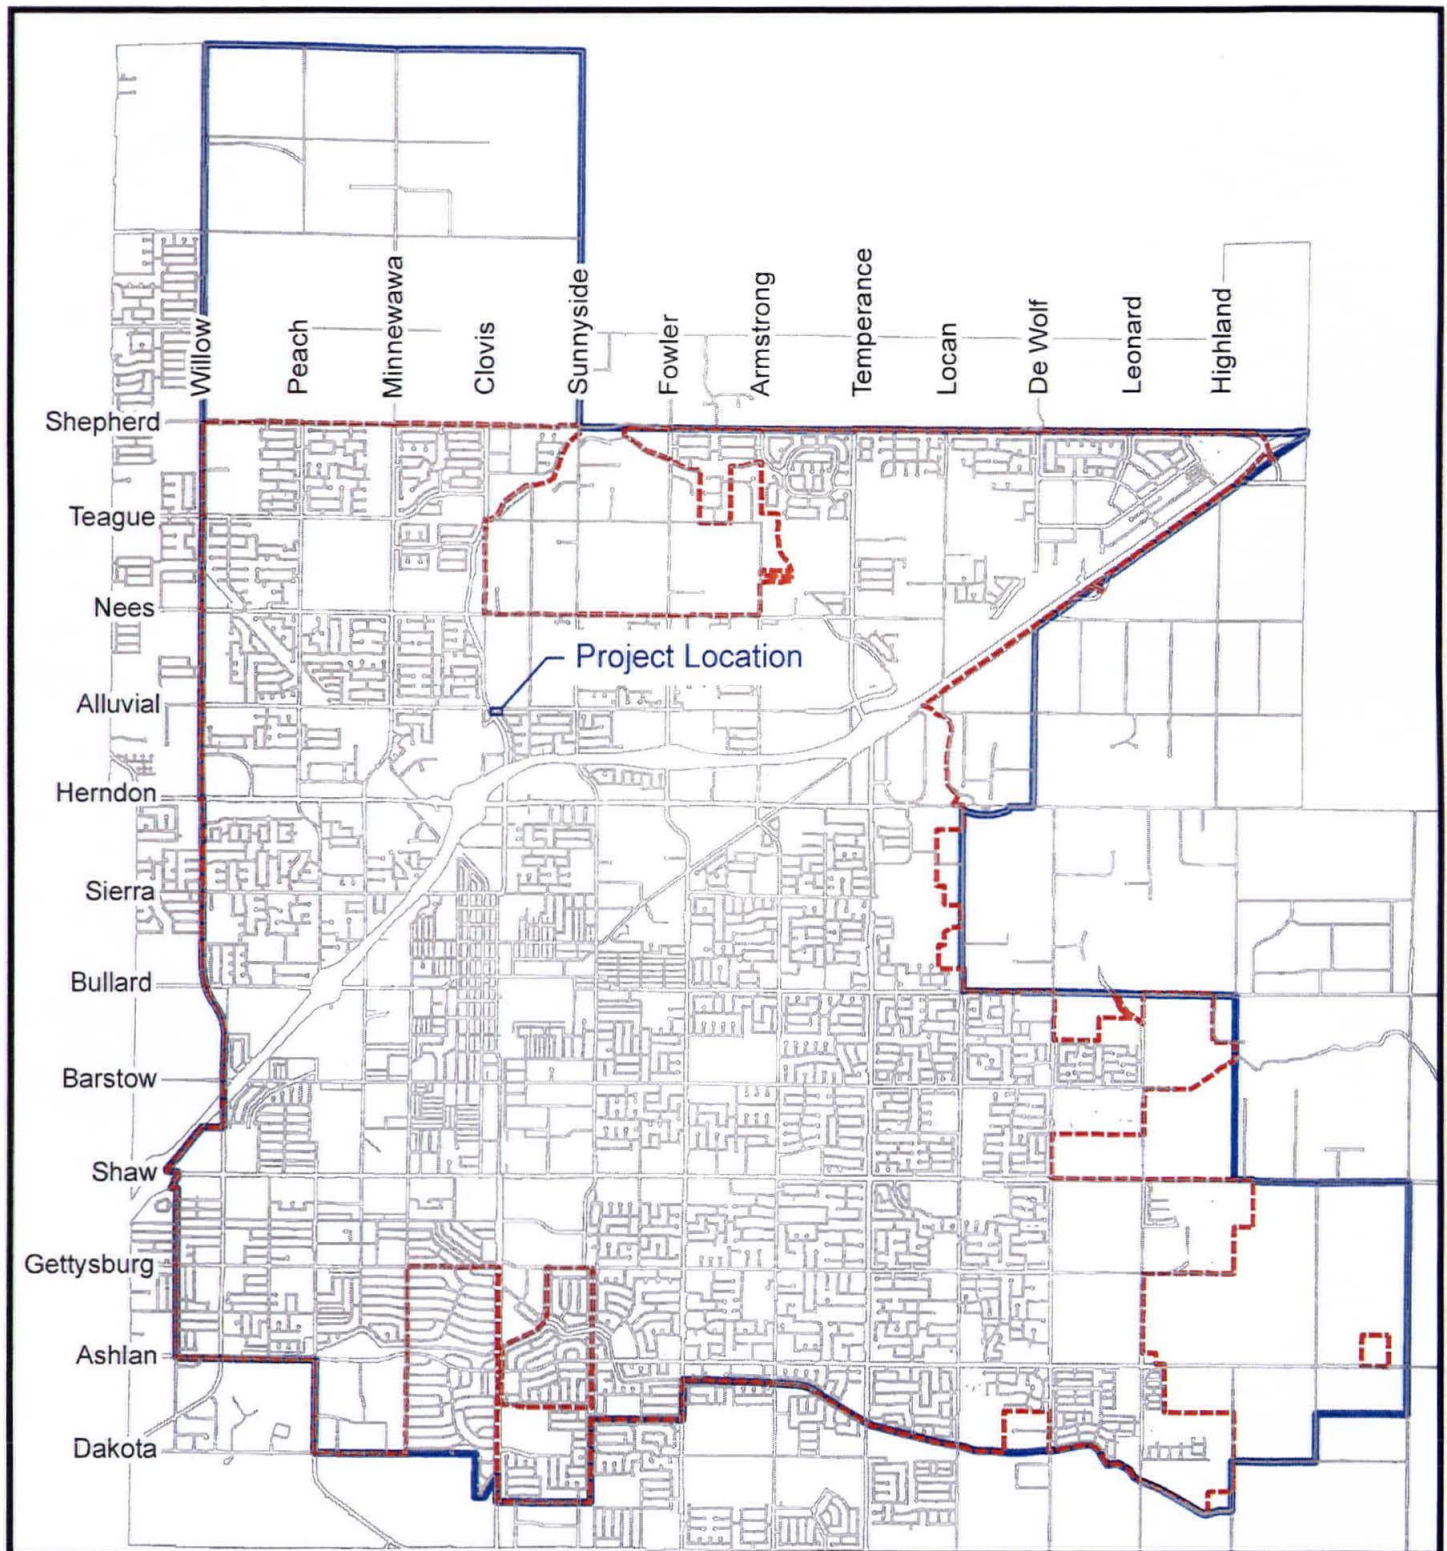 Willow
Peach
Minnewawa
Clovis
Sunnyside
Fowler
Armstrong
Temperance
Locan
De Wolf
Leonard
Highland
Shepherd
Teague
Nees
Project Location
Alluvial
Herndon
Sierra
Bullard
Barstow
Shaw
Gettysburg
Ashlan
Dakota